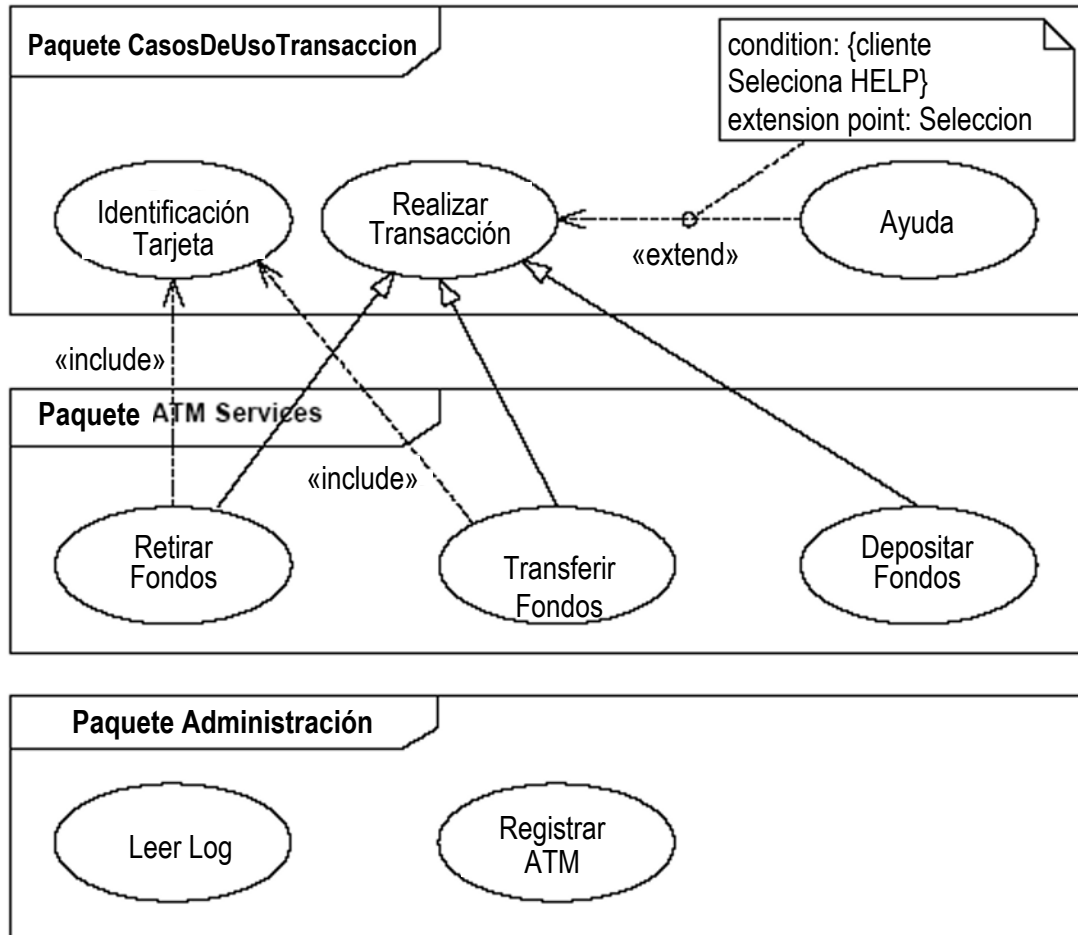 Paquete CasosDeUsoTransaccion
condition: {cliente
Seleciona HELP}
extension point: Seleccion
Identificación
Tarjeta
Realizar
Transacción
Ayuda
«extend»
«include»
Paquete ATM Services
«include»
Retirar
Fondos
Transferir
Fondos
Depositar
Fondos
Paquete Administración
Leer Log
Registrar
ATM